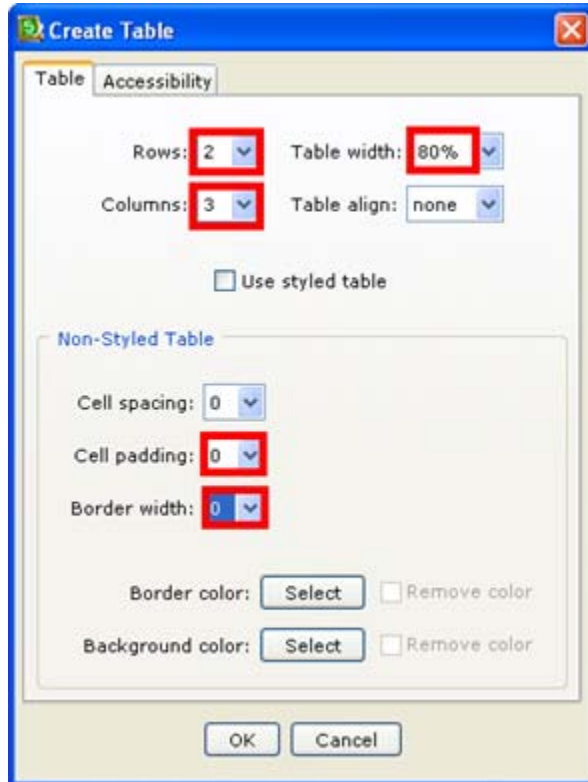 Create Table
Table Accessibility
Rows: 2 Table width: 80%
Columns: 3 Table align: none
Use styled table
Non-Styled Table
Cell spacing: 0
Cell padding: 0
Border width: 0
Border color: Select Remove color
Background color: Select Remove color
OK Cancel